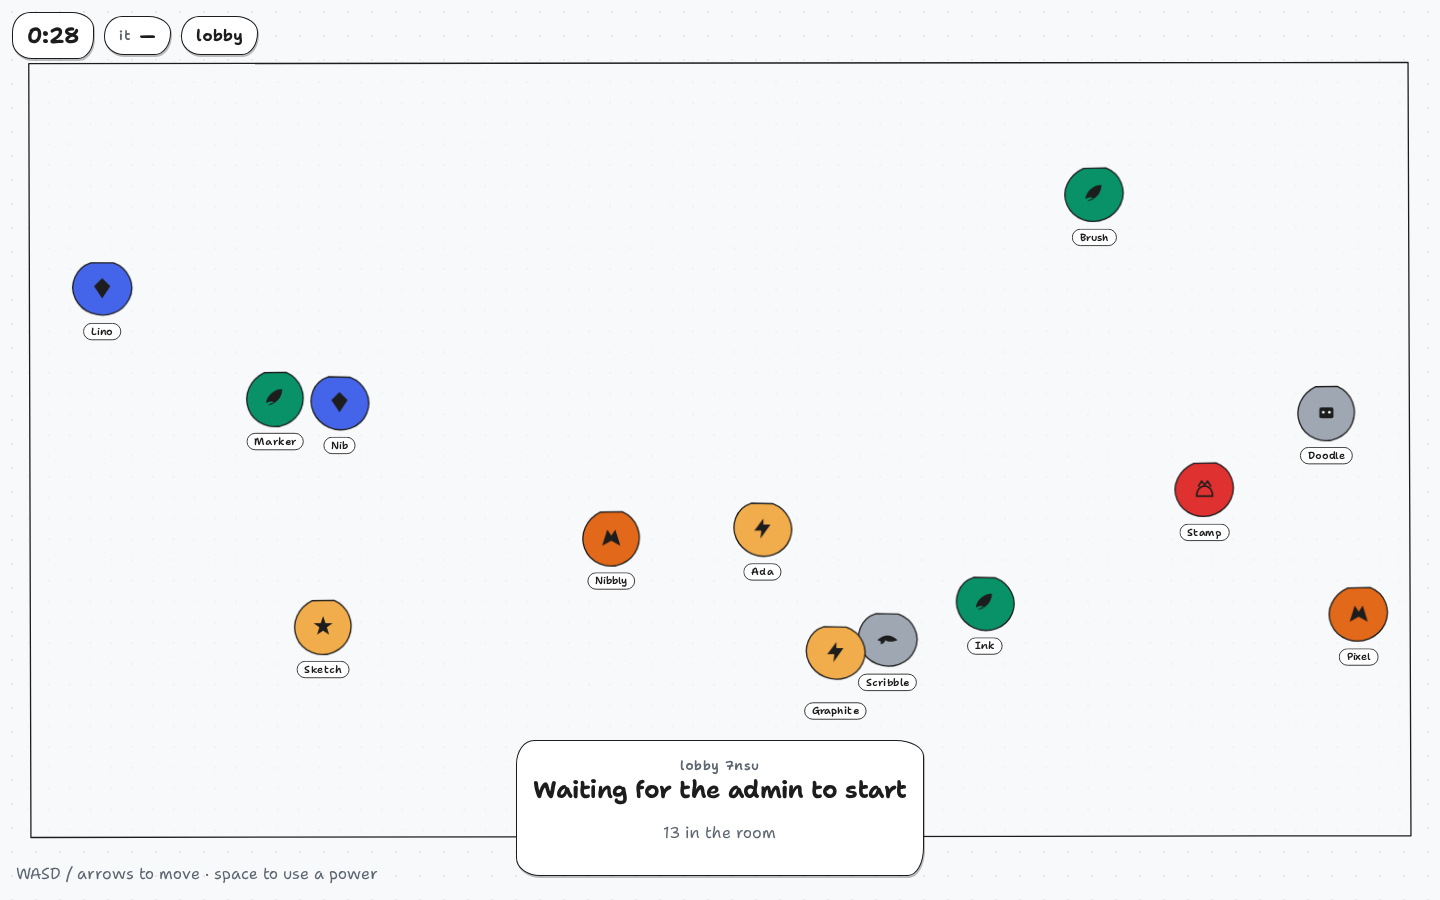 0:28
it —
lobby
Brush
Lino
Marker
Nib
Doodle
Stamp
Nibbly
Ada
Ink
Pixel
Sketch
Scribble
Graphite
lobby 7nsu
Waiting for the admin to start
13 in the room
WASD / arrows to move · space to use a power